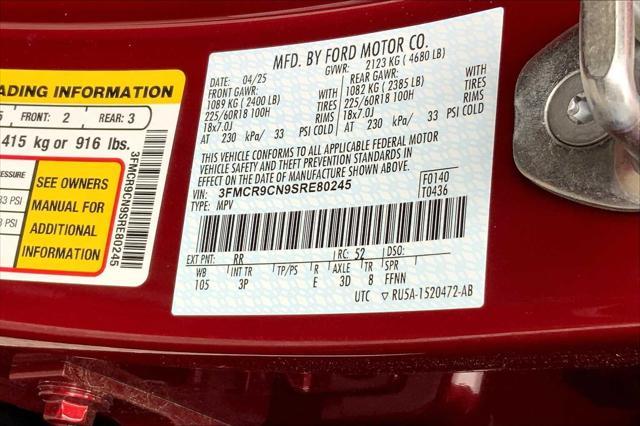 ADING INFORMATION
FRONT: 2 REAR: 3
415 kg or 916 lbs.
PSI
SEE OWNERS
MANUAL FOR
ADDITIONAL
INFORMATION
3FMCR9CN9SRE80245
MFD. BY FORD MOTOR CO.
04/25 GVWR: 2123 KG ( 4680 LB)
FRONT GAWR: REAR GAWR:
1089 KG ( 2400 LB) WITH 1082 KG ( 2385 LB) WITH
225/60R18 100H TIRES 225/60R18 100H TIRES
18x7.0J RIMS 18x7.0J RIMS
AT 230 kPa/ 33 PSI COLD AT 230 kPa/ 33 PSI COLD
THIS VEHICLE CONFORMS TO ALL APPLICABLE FEDERAL MOTOR
VEHICLE SAFETY AND THEFT PREVENTION STANDARDS IN
EFFECT ON THE DATE OF MANUFACTURE SHOWN ABOVE.
VIN: 3FMCR9CN9SRE80245 F0140
TYPE: MPV T0436
EXT PNT: RR RC: 52 DSO:
WB INT TR TP/PS R AXLE TR SPR
105 3P E 3D 8 FFNN
UTC ▽ RU5A-1520472-AB